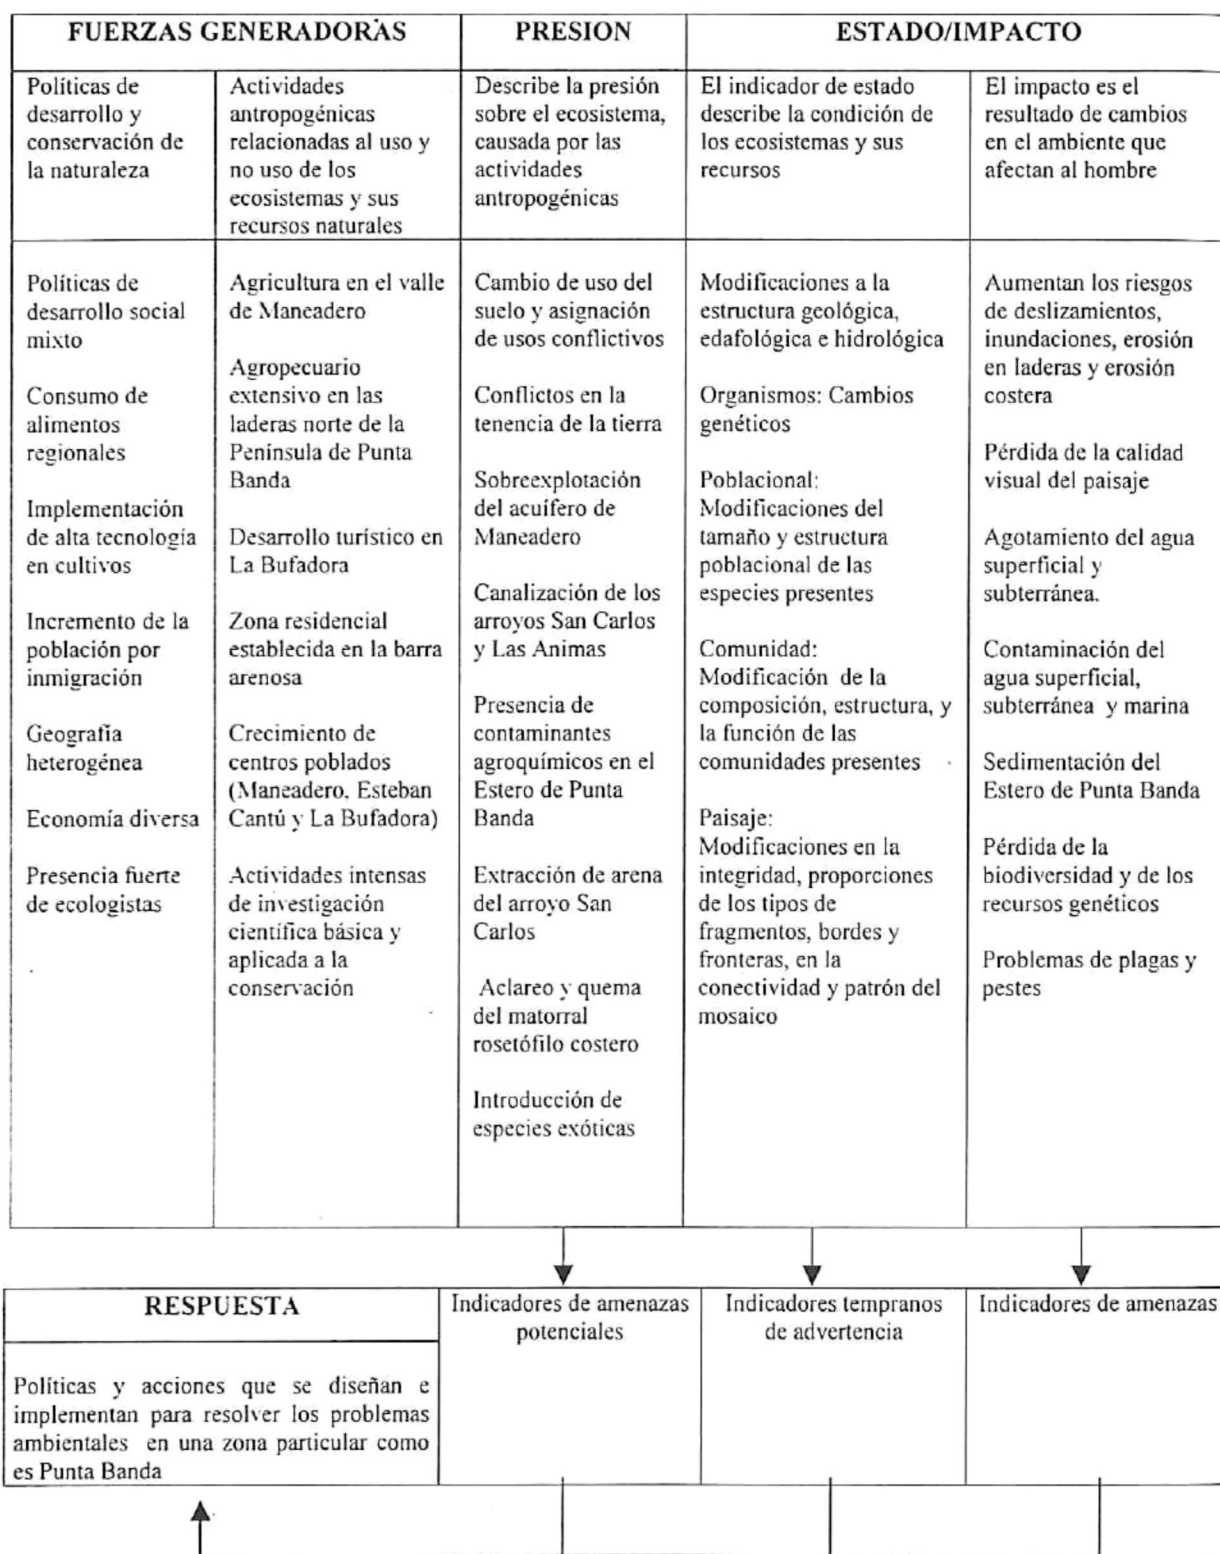 FUERZAS GENERADORAS
PRESION
ESTADO/IMPACTO
Políticas de
desarrollo y
conservación de
la naturaleza
Actividades
antropogénicas
relacionadas al uso y
no uso de los
ecosistemas y sus
recursos naturales
Describe la presión
sobre el ecosistema,
causada por las
actividades
antropogénicas
El indicador de estado
describe la condición de
los ecosistemas y sus
recursos
El impacto es el
resultado de cambios
en el ambiente que
afectan al hombre
Políticas de
desarrollo social
mixto
Consumo de
alimentos
regionales
Implementación
de alta tecnología
en cultivos
Incremento de la
población por
inmigración
Geografía
heterogénea
Economía diversa
Presencia fuerte
de ecologistas
Agricultura en el valle
de Maneadero
Agropecuario
extensivo en las
laderas norte de la
Península de Punta
Banda
Desarrollo turístico en
La Bufadora
Zona residencial
establecida en la barra
arenosa
Crecimiento de
centros poblados
(Maneadero, Esteban
Cantú y La Bufadora)
Actividades intensas
de investigación
científica básica y
aplicada a la
conservación
Cambio de uso del
suelo y asignación
de usos conflictivos
Conflictos en la
tenencia de la tierra
Sobreexplotación
del acuífero de
Maneadero
Canalización de los
arroyos San Carlos
y Las Animas
Presencia de
contaminantes
agroquímicos en el
Estero de Punta
Banda
Extracción de arena
del arroyo San
Carlos
Aclareo y quema
del matorral
rosetófilo costero
Introducción de
especies exóticas
Modificaciones a la
estructura geológica,
edafológica e hidrológica
Organismos: Cambios
genéticos
Poblacional:
Modificaciones del
tamaño y estructura
poblacional de las
especies presentes
Comunidad:
Modificación de la
composición, estructura, y
la función de las
comunidades presentes
Paisaje:
Modificaciones en la
integridad, proporciones
de los tipos de
fragmentos, bordes y
fronteras, en la
conectividad y patrón del
mosaico
Aumentan los riesgos
de deslizamientos,
inundaciones, erosión
en laderas y erosión
costera
Pérdida de la calidad
visual del paisaje
Agotamiento del agua
superficial y
subterránea.
Contaminación del
agua superficial,
subterránea y marina
Sedimentación del
Estero de Punta Banda
Pérdida de la
biodiversidad y de los
recursos genéticos
Problemas de plagas y
pestes
RESPUESTA
Políticas y acciones que se diseñan e
implementan para resolver los problemas
ambientales en una zona particular como
es Punta Banda
Indicadores de amenazas
potenciales
Indicadores tempranos
de advertencia
Indicadores de amenazas